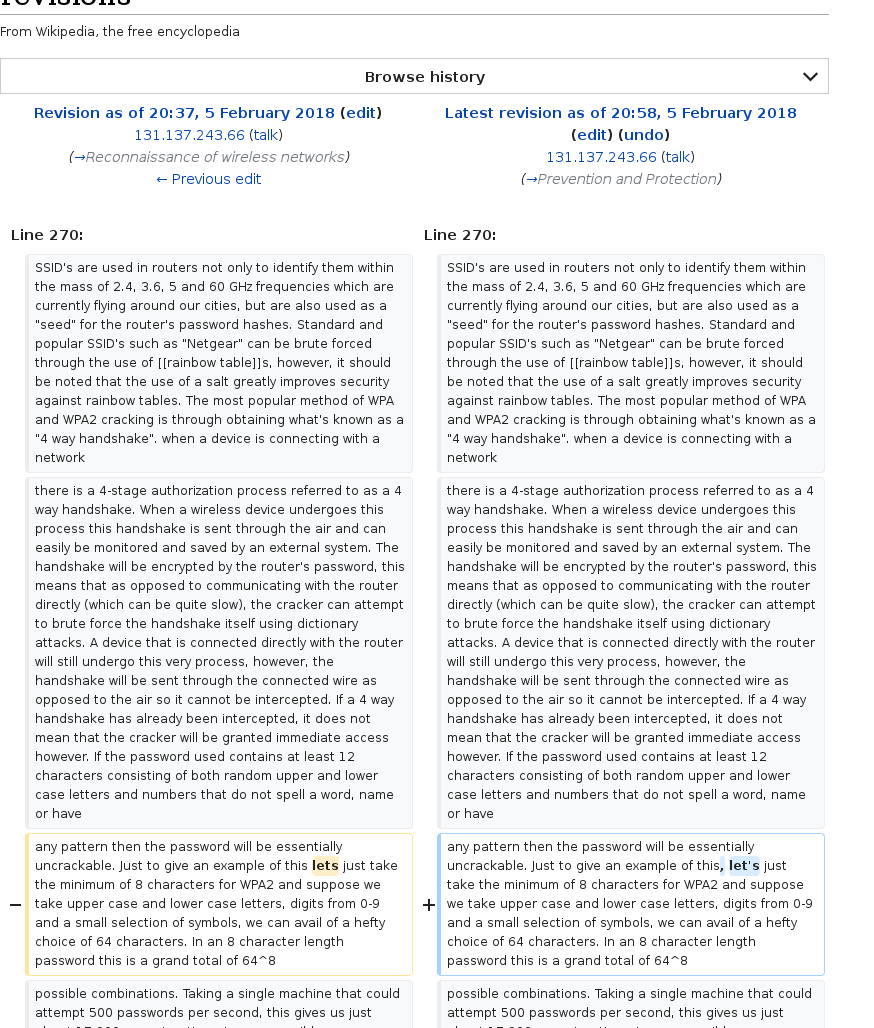 revisions
From Wikipedia, the free encyclopedia
Browse history
Revision as of 20:37, 5 February 2018 (edit)
131.137.243.66 (talk)
(→Reconnaissance of wireless networks)
← Previous edit
Latest revision as of 20:58, 5 February 2018
(edit) (undo)
131.137.243.66 (talk)
(→Prevention and Protection)
Line 270:
Line 270:
SSID's are used in routers not only to identify them within
the mass of 2.4, 3.6, 5 and 60 GHz frequencies which are
currently flying around our cities, but are also used as a
"seed" for the router's password hashes. Standard and
popular SSID's such as "Netgear" can be brute forced
through the use of [[rainbow table]]s, however, it should
be noted that the use of a salt greatly improves security
against rainbow tables. The most popular method of WPA
and WPA2 cracking is through obtaining what's known as a
"4 way handshake". when a device is connecting with a
network
SSID's are used in routers not only to identify them within
the mass of 2.4, 3.6, 5 and 60 GHz frequencies which are
currently flying around our cities, but are also used as a
"seed" for the router's password hashes. Standard and
popular SSID's such as "Netgear" can be brute forced
through the use of [[rainbow table]]s, however, it should
be noted that the use of a salt greatly improves security
against rainbow tables. The most popular method of WPA
and WPA2 cracking is through obtaining what's known as a
"4 way handshake". when a device is connecting with a
network
there is a 4-stage authorization process referred to as a 4
way handshake. When a wireless device undergoes this
process this handshake is sent through the air and can
easily be monitored and saved by an external system. The
handshake will be encrypted by the router's password, this
means that as opposed to communicating with the router
directly (which can be quite slow), the cracker can attempt
to brute force the handshake itself using dictionary
attacks. A device that is connected directly with the router
will still undergo this very process, however, the
handshake will be sent through the connected wire as
opposed to the air so it cannot be intercepted. If a 4 way
handshake has already been intercepted, it does not
mean that the cracker will be granted immediate access
however. If the password used contains at least 12
characters consisting of both random upper and lower
case letters and numbers that do not spell a word, name
or have
there is a 4-stage authorization process referred to as a 4
way handshake. When a wireless device undergoes this
process this handshake is sent through the air and can
easily be monitored and saved by an external system. The
handshake will be encrypted by the router's password, this
means that as opposed to communicating with the router
directly (which can be quite slow), the cracker can attempt
to brute force the handshake itself using dictionary
attacks. A device that is connected directly with the router
will still undergo this very process, however, the
handshake will be sent through the connected wire as
opposed to the air so it cannot be intercepted. If a 4 way
handshake has already been intercepted, it does not
mean that the cracker will be granted immediate access
however. If the password used contains at least 12
characters consisting of both random upper and lower
case letters and numbers that do not spell a word, name
or have
−
any pattern then the password will be essentially
uncrackable. Just to give an example of this lets just take
the minimum of 8 characters for WPA2 and suppose we
take upper case and lower case letters, digits from 0-9
and a small selection of symbols, we can avail of a hefty
choice of 64 characters. In an 8 character length
password this is a grand total of 64^8
+
any pattern then the password will be essentially
uncrackable. Just to give an example of this, let's just
take the minimum of 8 characters for WPA2 and suppose
we take upper case and lower case letters, digits from 0-9
and a small selection of symbols, we can avail of a hefty
choice of 64 characters. In an 8 character length
password this is a grand total of 64^8
possible combinations. Taking a single machine that could
attempt 500 passwords per second, this gives us just
possible combinations. Taking a single machine that could
attempt 500 passwords per second, this gives us just